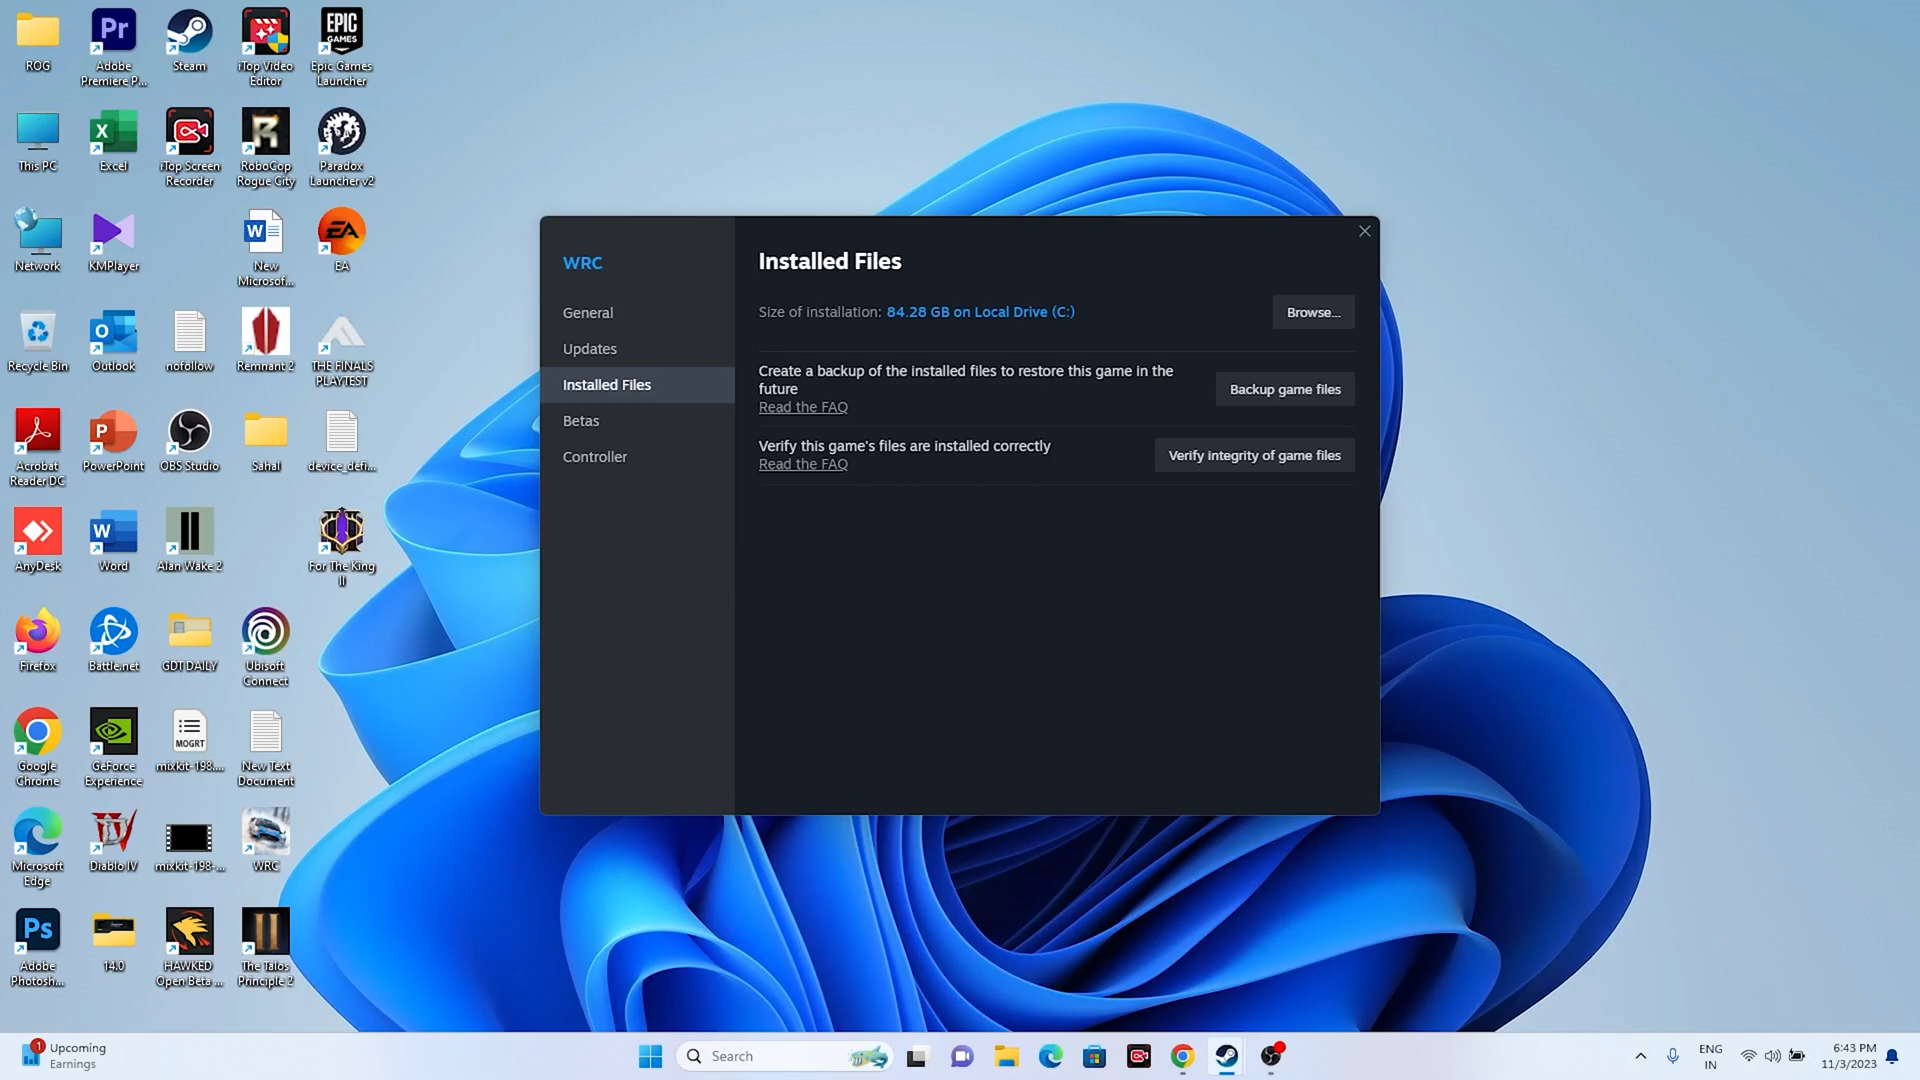 ROG
Pr
Adobe
Premiere P...
Steam
iTop Video
Editor
EPIC
GAMES
Epic Games
Launcher
This PC
X
Excel
iTop Screen
Recorder
R
RoboCop
Rogue City
Paradox
Launcher v2
Network
KMPlayer
W
New
Microsof...
EA
EA
Recycle Bin
O
Outlook
nofollow
Remnant 2
THE FINALS
PLAYTEST
Acrobat
Reader DC
P
PowerPoint
OBS Studio
Sahal
device_defi...
AnyDesk
W
Word
Alan Wake 2
For The King
II
Firefox
Battle.net
GDT DAILY
Ubisoft
Connect
Google
Chrome
GeForce
Experience
MOGRT
mixkit-198....
New Text
Document
Microsoft
Edge
IV
Diablo IV
mixkit-198-...
WRC
Ps
Adobe
Photosh...
14.0
HAWKED
Open Beta ...
II
The Talos
Principle 2
WRC
General
Updates
Installed Files
Betas
Controller
Installed Files
Size of installation: 84.28 GB on Local Drive (C:)
Browse...
Create a backup of the installed files to restore this game in the
future
Read the FAQ
Backup game files
Verify this game's files are installed correctly
Read the FAQ
Verify integrity of game files
1
Upcoming
Earnings
Search
ENG
IN
6:43 PM
11/3/2023